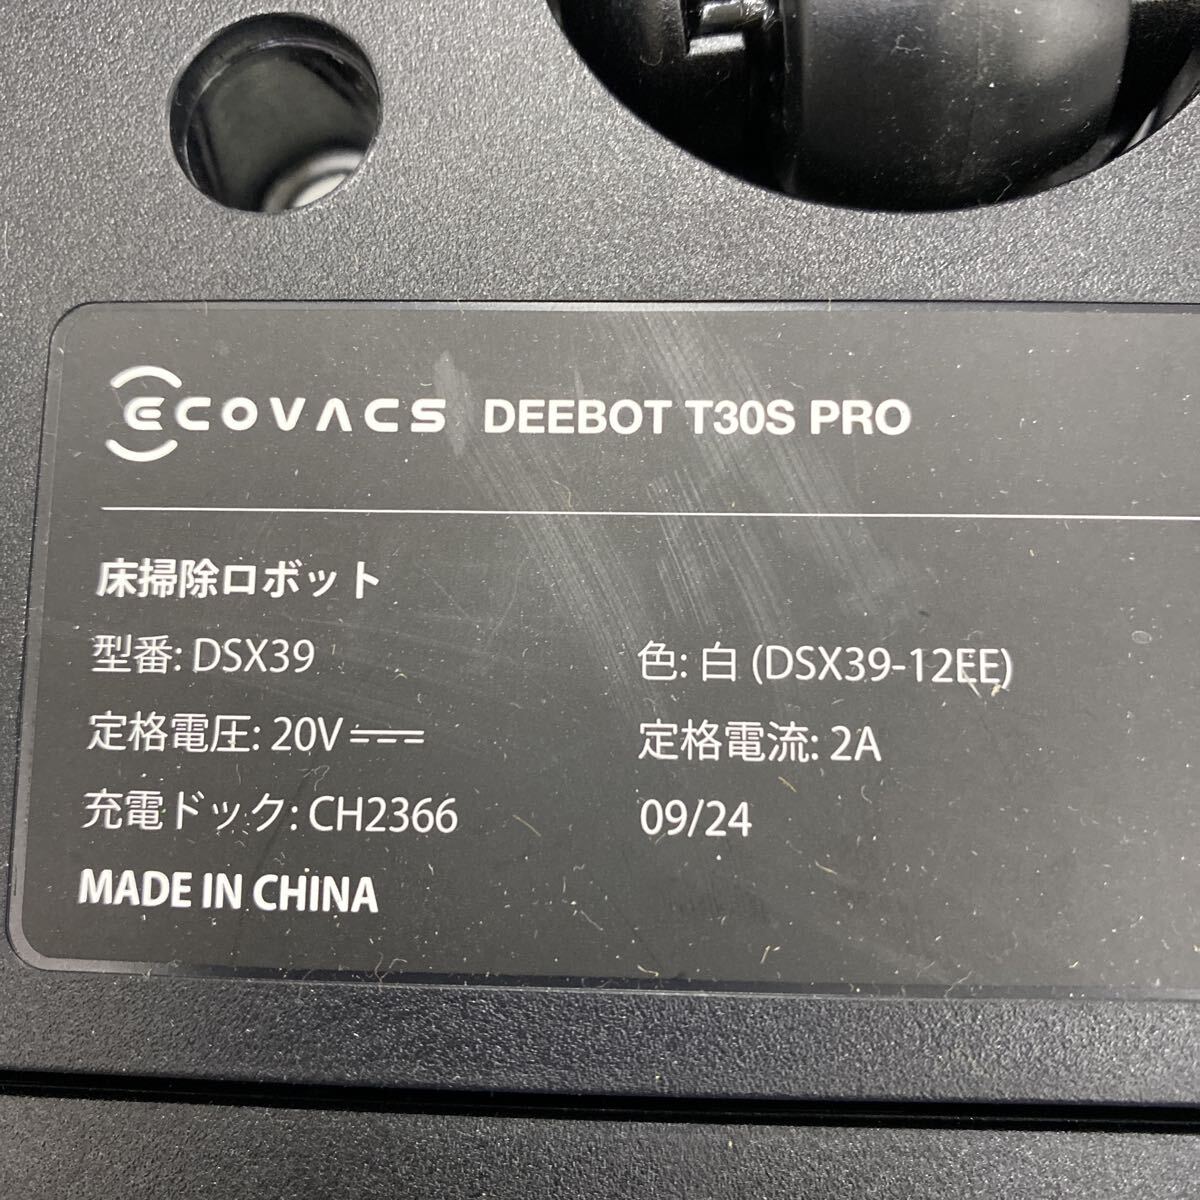 ECOVACS DEEBOT T30S PRO
床掃除ロボット
型番: DSX39 色: 白 (DSX39-12EE)
定格電圧: 20V⎓ 定格電流: 2A
充電ドック: CH2366 09/24
MADE IN CHINA